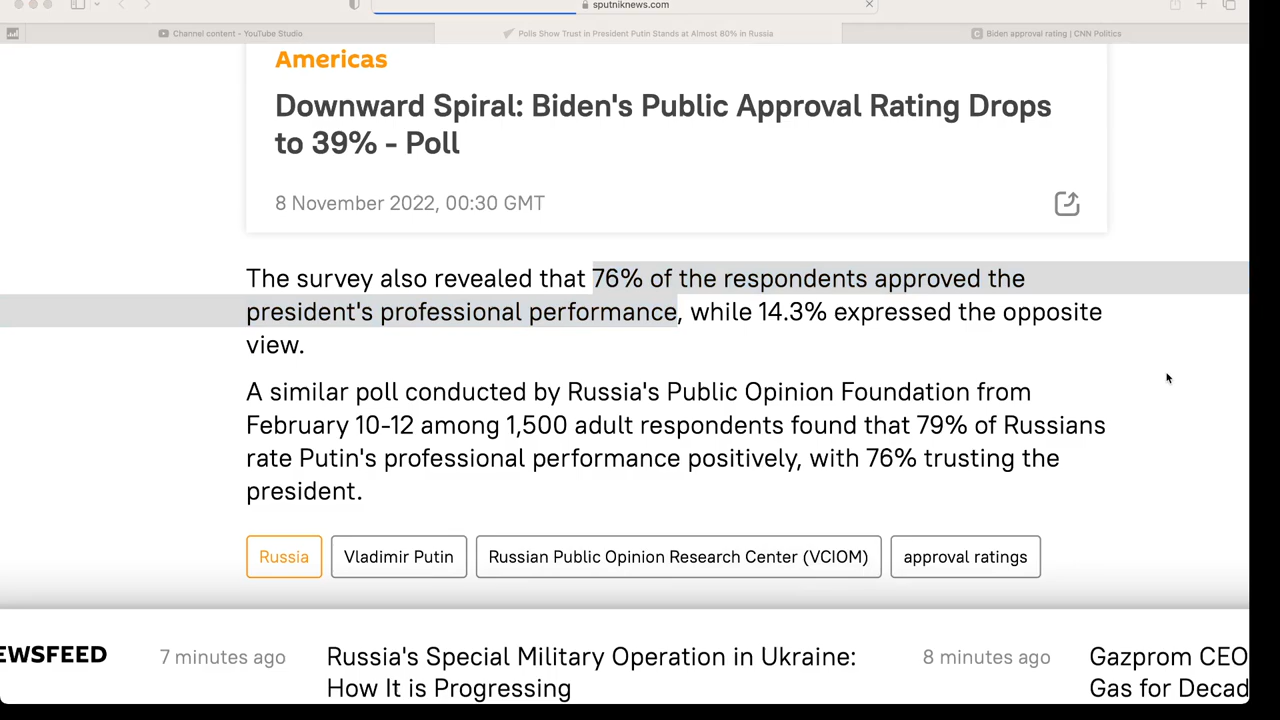 sputniknews.com
Channel content - YouTube Studio
Polls Show Trust in President Putin Stands at Almost 80% in Russia
Biden approval rating | CNN Politics
Americas
Downward Spiral: Biden's Public Approval Rating Drops
to 39% - Poll
8 November 2022, 00:30 GMT
The survey also revealed that 76% of the respondents approved the
president's professional performance, while 14.3% expressed the opposite
view.
A similar poll conducted by Russia's Public Opinion Foundation from
February 10-12 among 1,500 adult respondents found that 79% of Russians
rate Putin's professional performance positively, with 76% trusting the
president.
Russia
Vladimir Putin
Russian Public Opinion Research Center (VCIOM)
approval ratings
EWSFEED
7 minutes ago
Russia's Special Military Operation in Ukraine:
How It is Progressing
8 minutes ago
Gazprom CEO
Gas for Decad